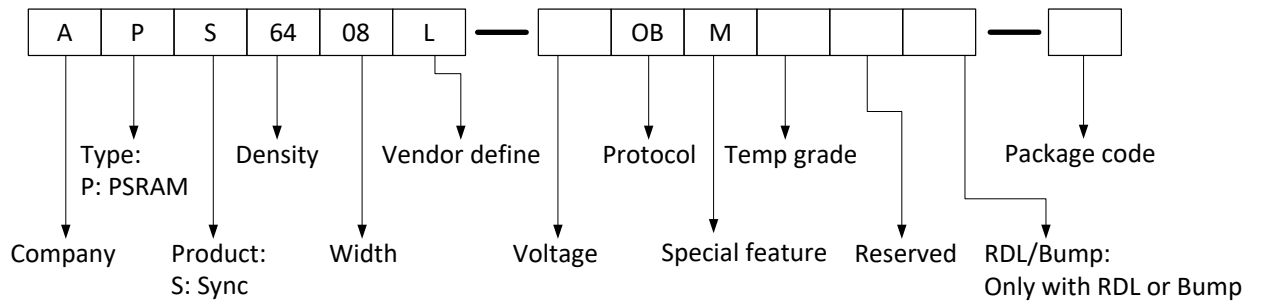 A P S 64 08 L OB M
Type: Density Vendor define Protocol Temp grade Package code
P: PSRAM
Company Product: Width Voltage Special feature Reserved RDL/Bump:
S: Sync Only with RDL or Bump